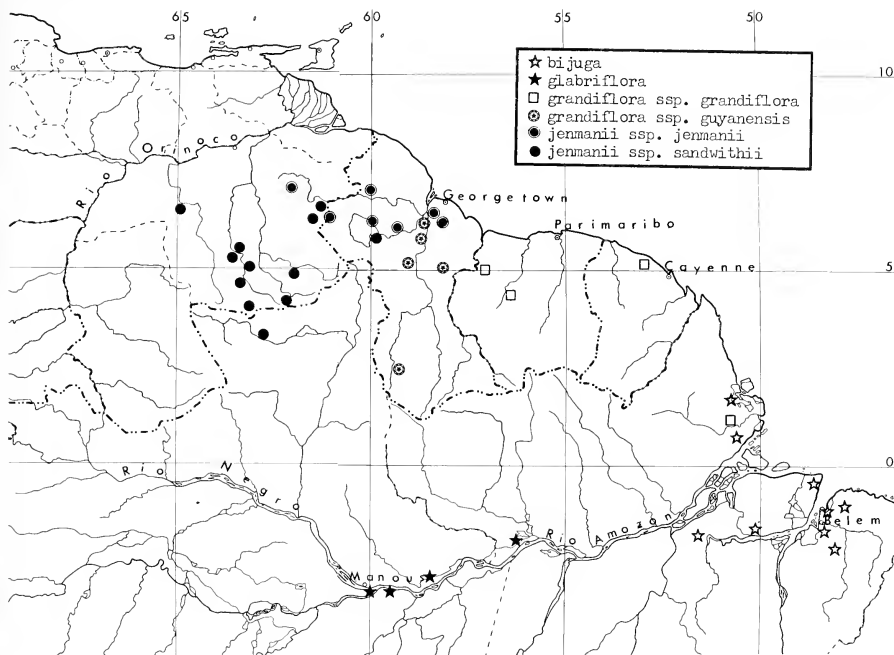 65 60 55 50
bijuga
glabriflora
grandiflora ssp. grandiflora
grandiflora ssp. guyanensis
jenmanii ssp. jenmanii
jenmanii ssp. sandwithii
10
Rio Orinoco
Georgetown
Parimaribo
Cayenne
5
Rio Negro
0
Rio Amazon
Belem
Manous